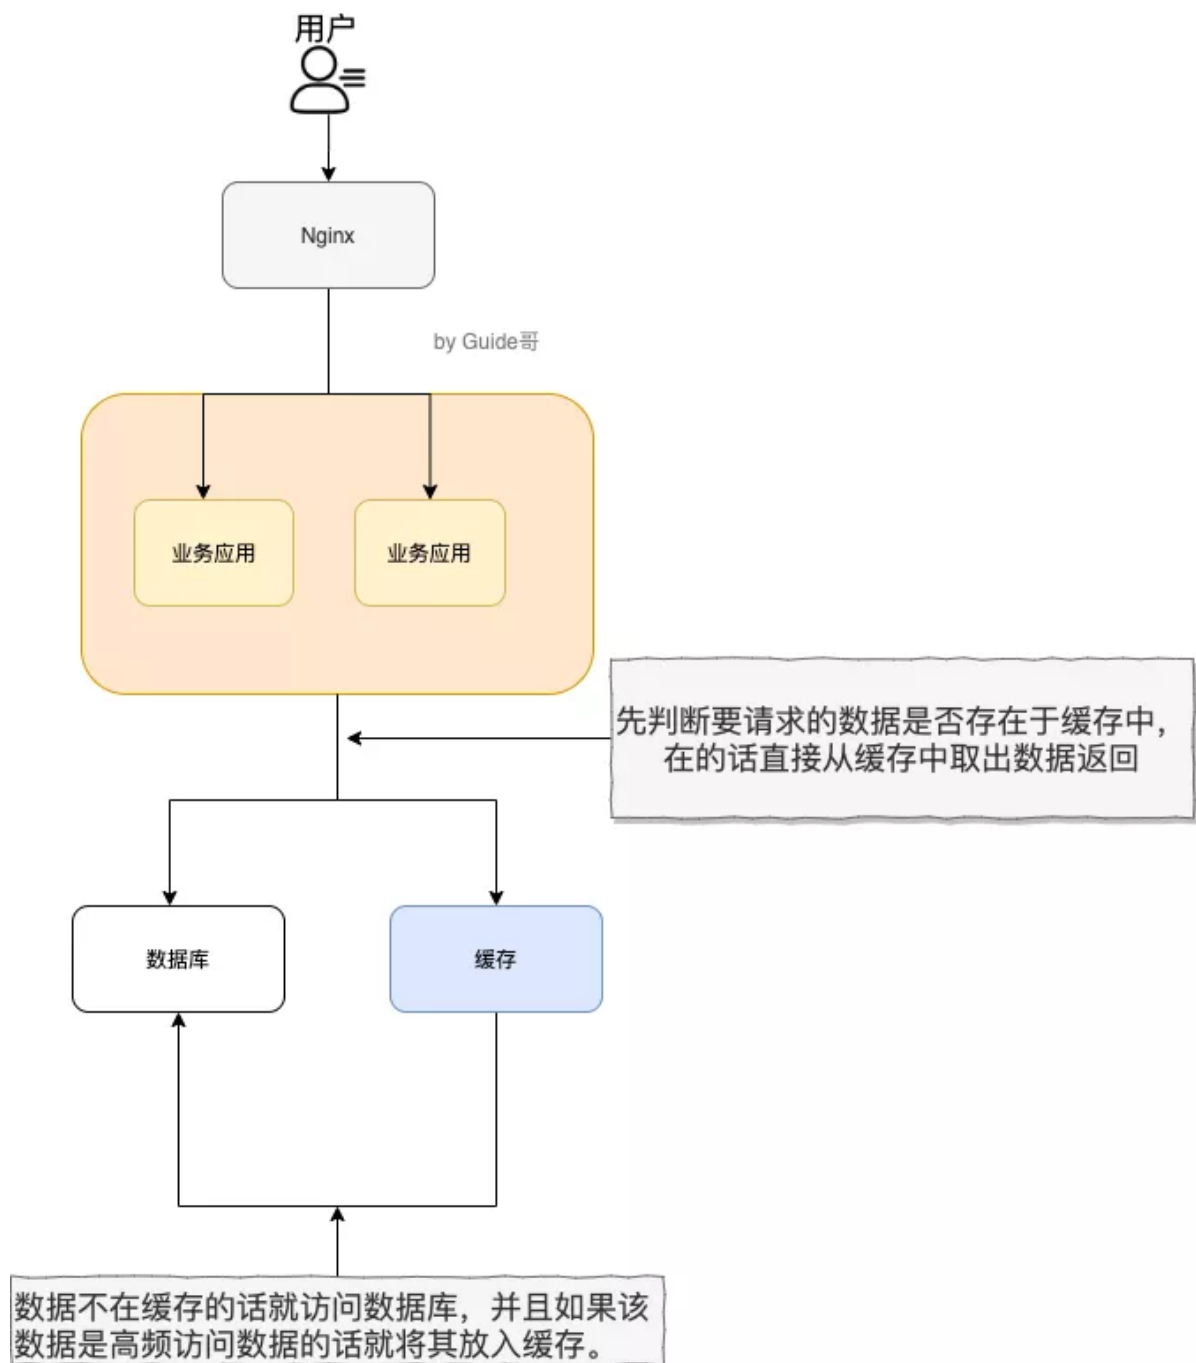 用户
Nginx
by Guide哥
业务应用
业务应用
先判断要请求的数据是否存在于缓存中，
在的话直接从缓存中取出数据返回
数据库
缓存
数据不在缓存的话就访问数据库，并且如果该
数据是高频访问数据的话就将其放入缓存。